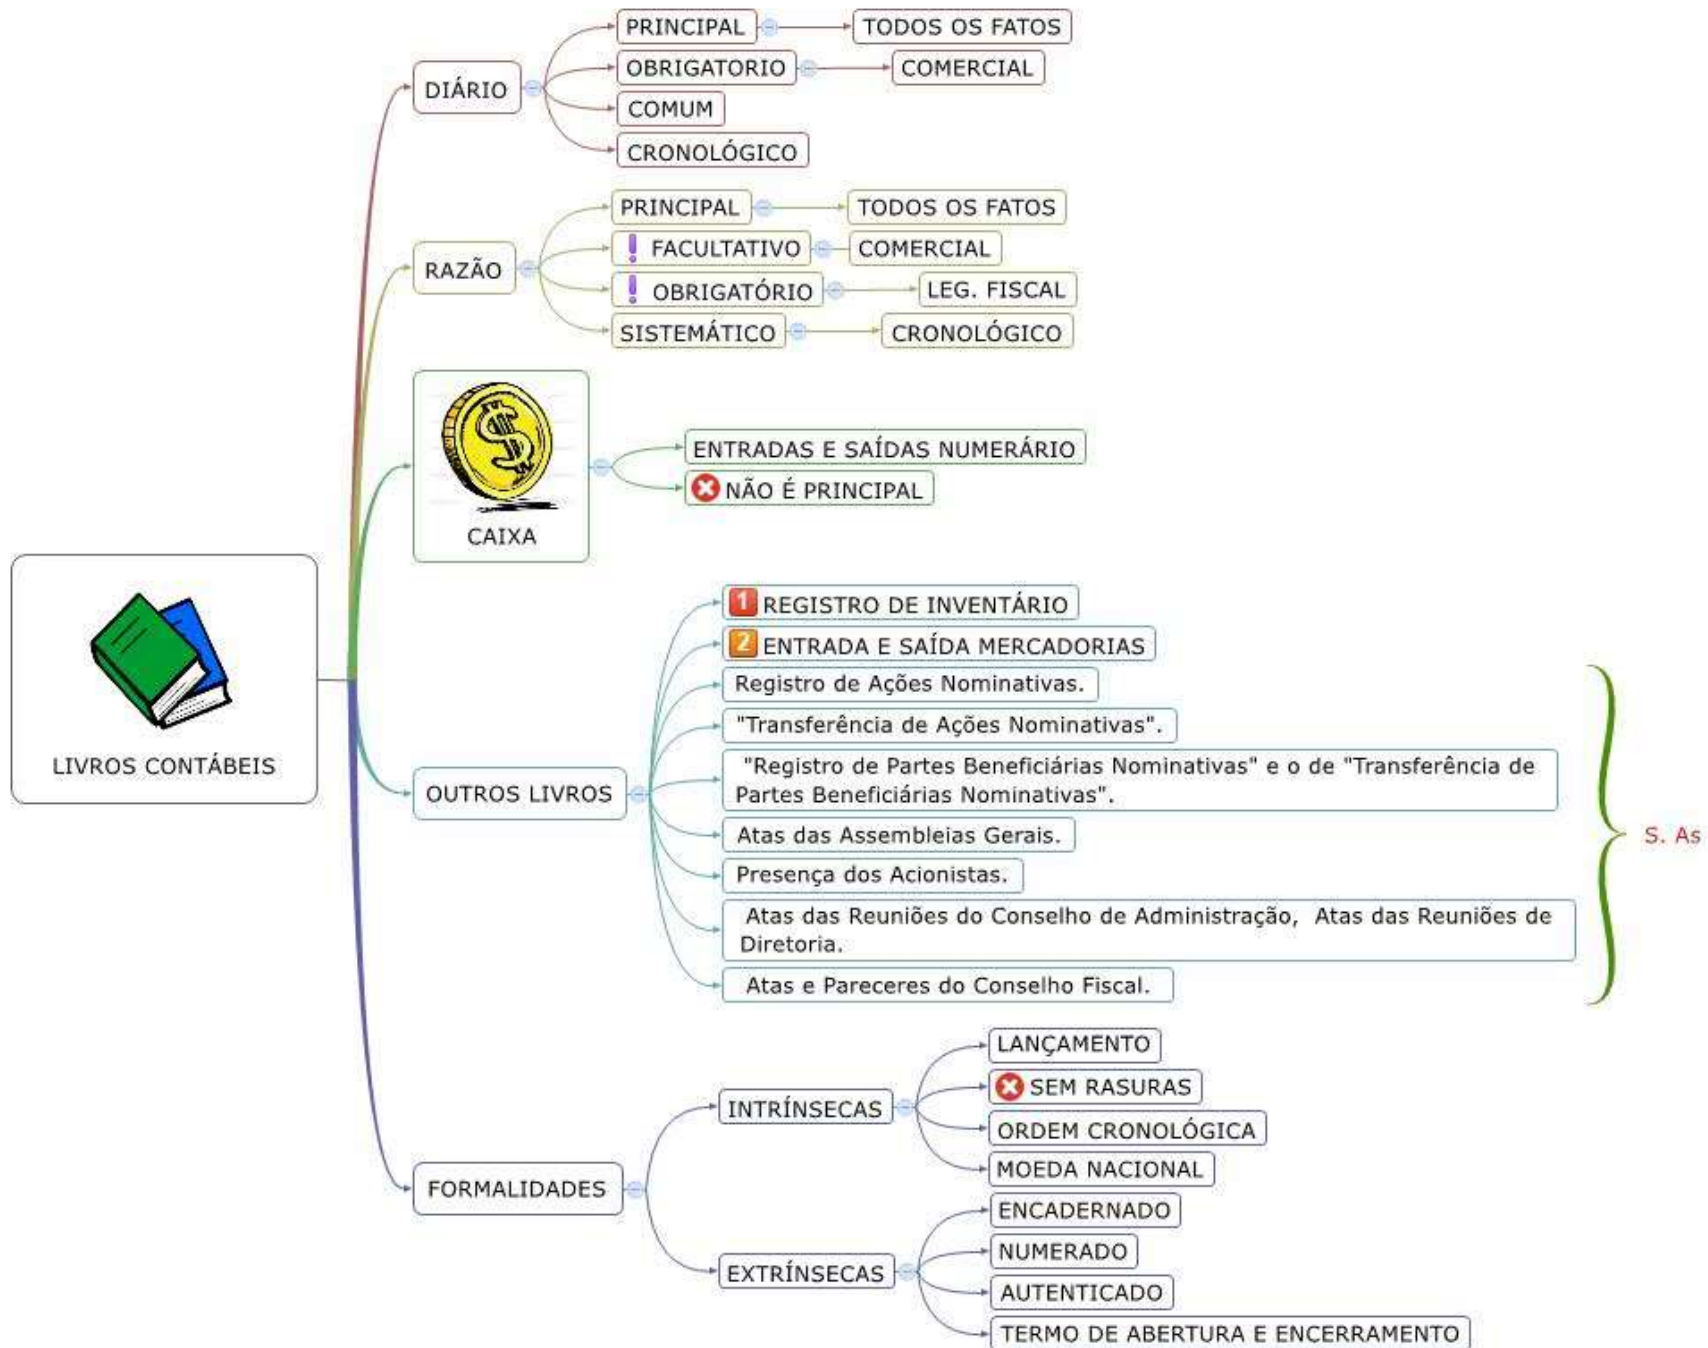 LIVROS CONTÁBEIS
DIÁRIO
PRINCIPAL
TODOS OS FATOS
OBRIGATORIO
COMERCIAL
COMUM
CRONOLÓGICO
RAZÃO
PRINCIPAL
TODOS OS FATOS
! FACULTATIVO
COMERCIAL
! OBRIGATÓRIO
LEG. FISCAL
SISTEMÁTICO
CRONOLÓGICO
$
CAIXA
ENTRADAS E SAÍDAS NUMERÁRIO
NÃO É PRINCIPAL
OUTROS LIVROS
1 REGISTRO DE INVENTÁRIO
2 ENTRADA E SAÍDA MERCADORIAS
Registro de Ações Nominativas.
"Transferência de Ações Nominativas".
"Registro de Partes Beneficiárias Nominativas" e o de "Transferência de
Partes Beneficiárias Nominativas".
Atas das Assembleias Gerais.
Presença dos Acionistas.
Atas das Reuniões do Conselho de Administração, Atas das Reuniões de
Diretoria.
Atas e Pareceres do Conselho Fiscal.
S. As
FORMALIDADES
INTRÍNSECAS
LANÇAMENTO
SEM RASURAS
ORDEM CRONOLÓGICA
MOEDA NACIONAL
EXTRÍNSECAS
ENCADERNADO
NUMERADO
AUTENTICADO
TERMO DE ABERTURA E ENCERRAMENTO